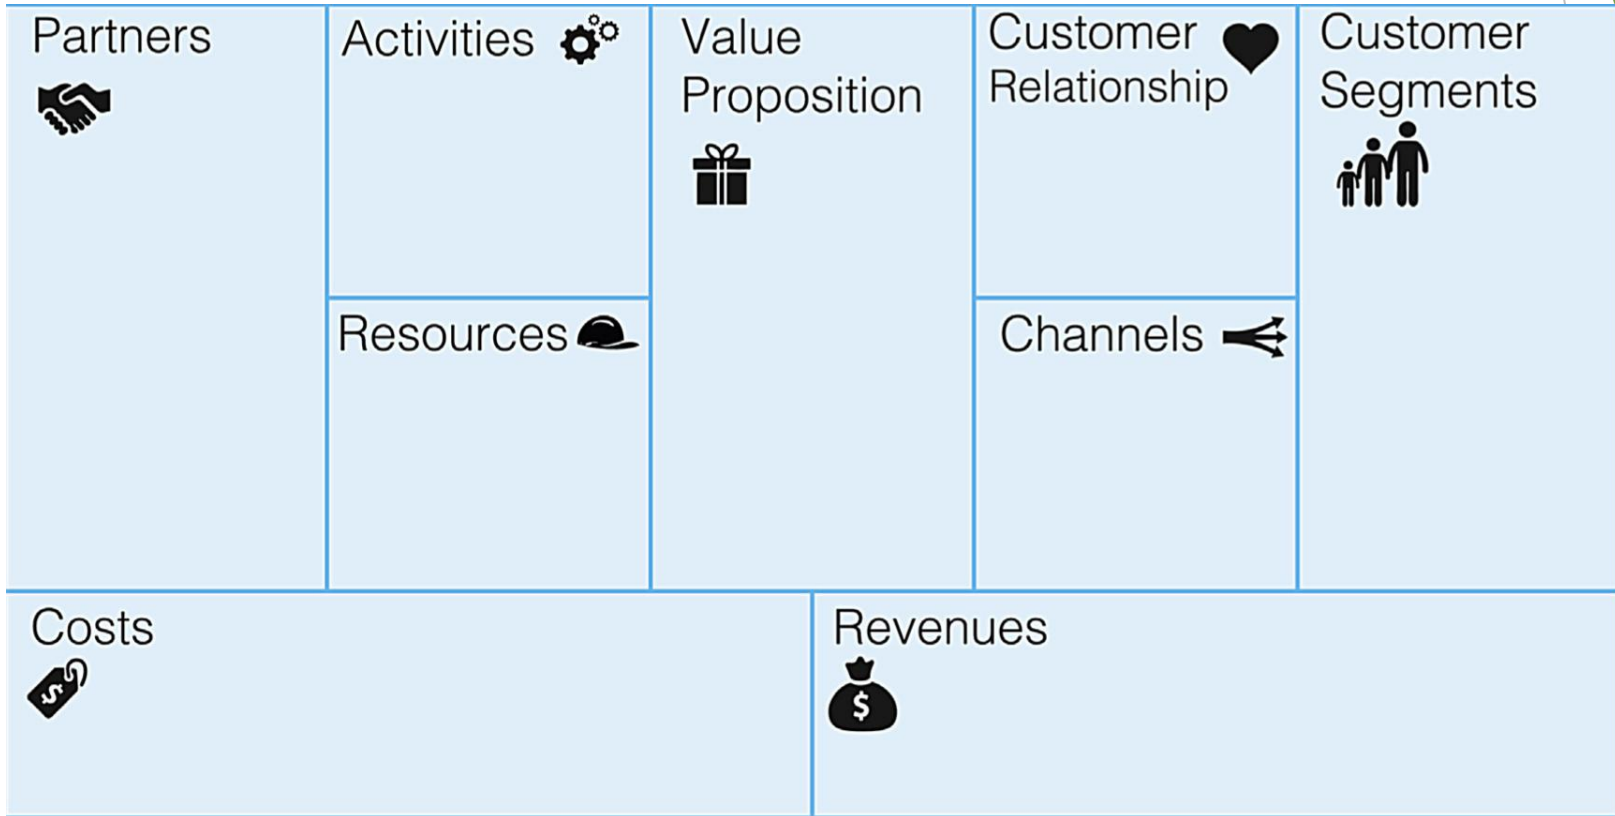 Partners
Activities
Value
Proposition
Customer
Relationship
Customer
Segments
Resources
Channels
Costs
$
Revenues
$